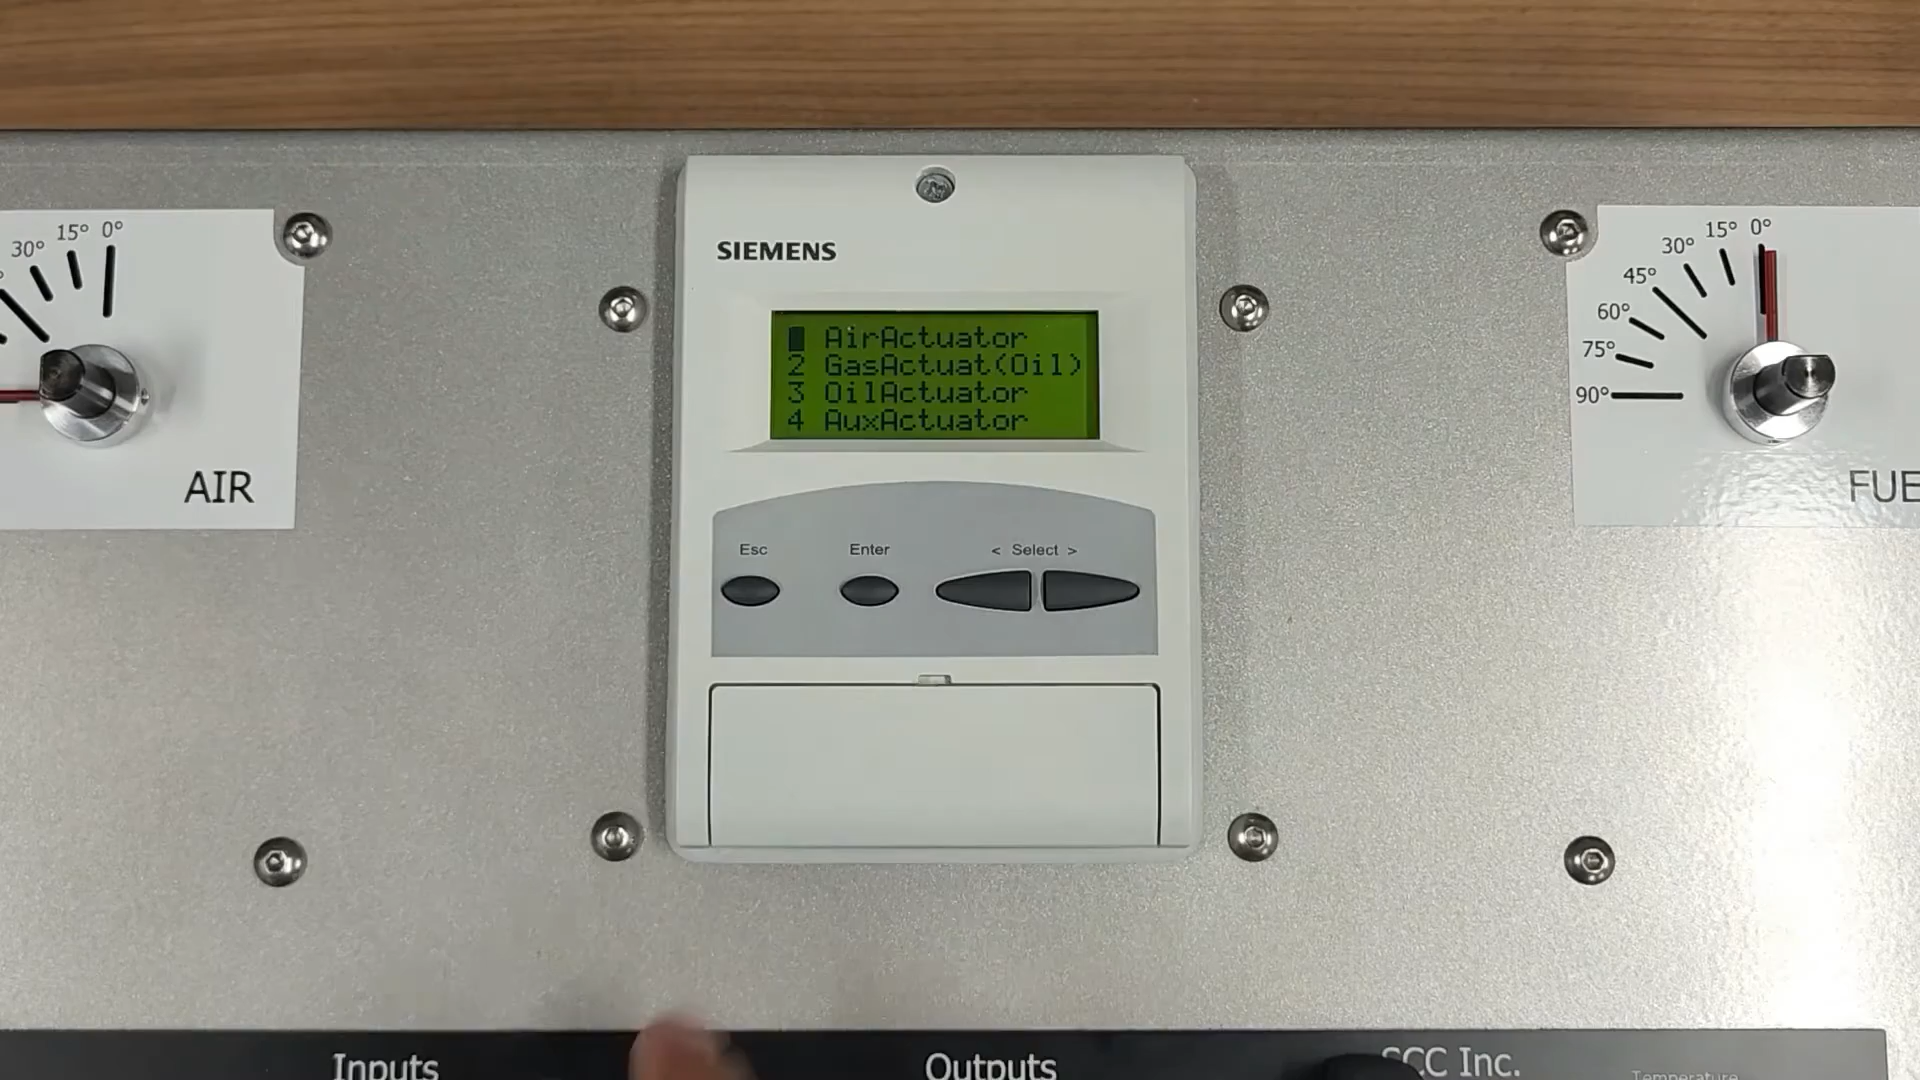 SIEMENS
AirActuator
2 GasActuat(Oil)
3 OilActuator
4 AuxActuator
Esc
Enter
< Select >
30° 15° 0°
AIR
90° 75° 60° 45° 30° 15° 0°
FUE
Inputs
Outputs
SCC Inc.
Temperature